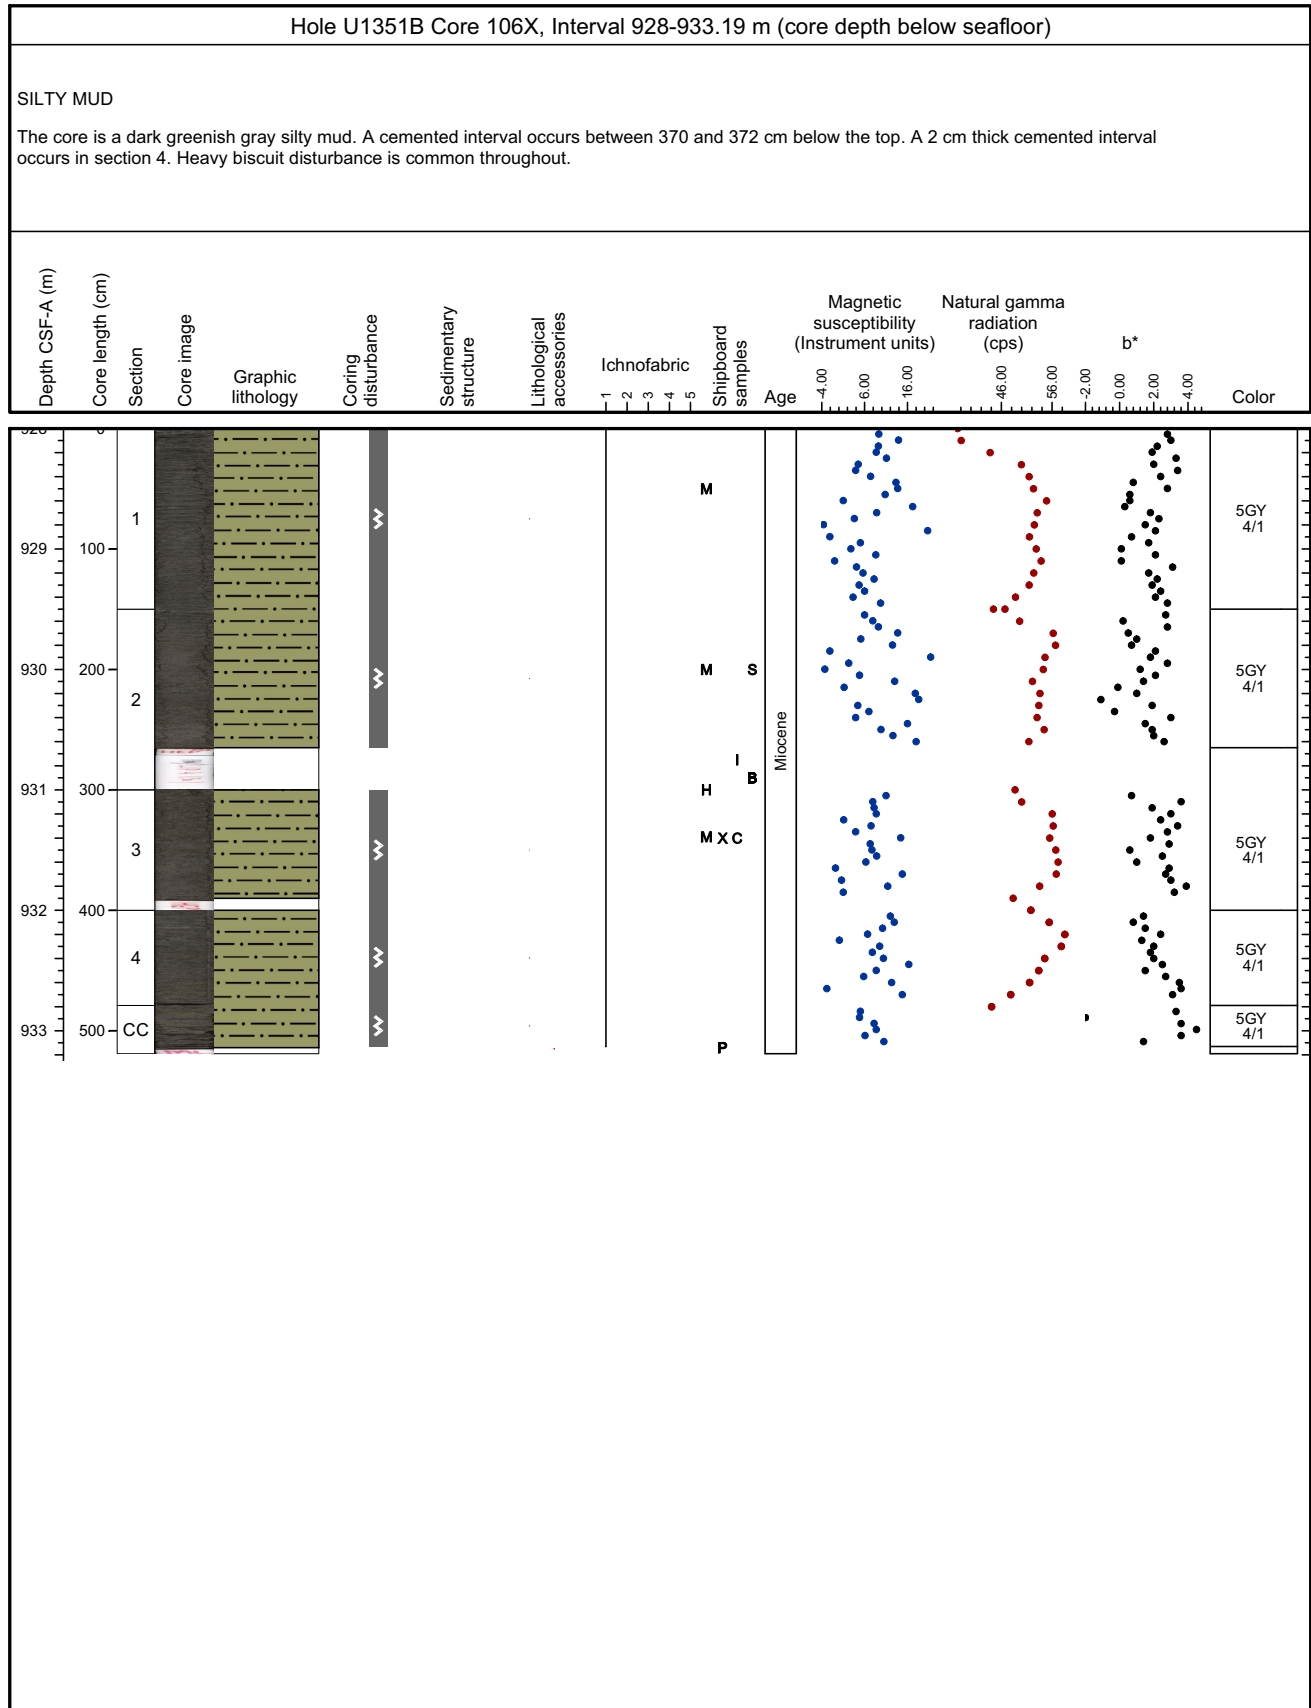 Hole U1351B Core 106X, Interval 928-933.19 m (core depth below seafloor)
SILTY MUD
The core is a dark greenish gray silty mud. A cemented interval occurs between 370 and 372 cm below the top. A 2 cm thick cemented interval
occurs in section 4. Heavy biscuit disturbance is common throughout.
Depth CSF-A (m)
Core length (cm)
Section
Core image
Graphic
lithology
Coring
disturbance
Sedimentary
structure
Lithological
accessories
Ichnofabric
1 2 3 4 5
Shipboard
samples
Age
Magnetic
susceptibility
(Instrument units)
-4.00 6.00 16.00
Natural gamma
radiation
(cps)
46.00 56.00
b*
-2.00 0.00 2.00 4.00
Color
928 0
M
1 5GY
4/1
929 100
930 200 M S 5GY
4/1
2
Miocene
I
B
931 300 H
M X C
3 5GY
4/1
932 400
4 5GY
4/1
933 500 CC 5GY
4/1
P